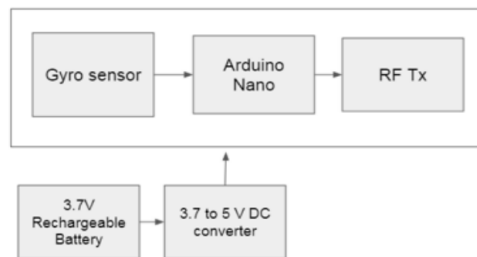 Gyro sensor
Arduino
Nano
RF Tx
3.7V
Rechargeable
Battery
3.7 to 5 V DC
converter